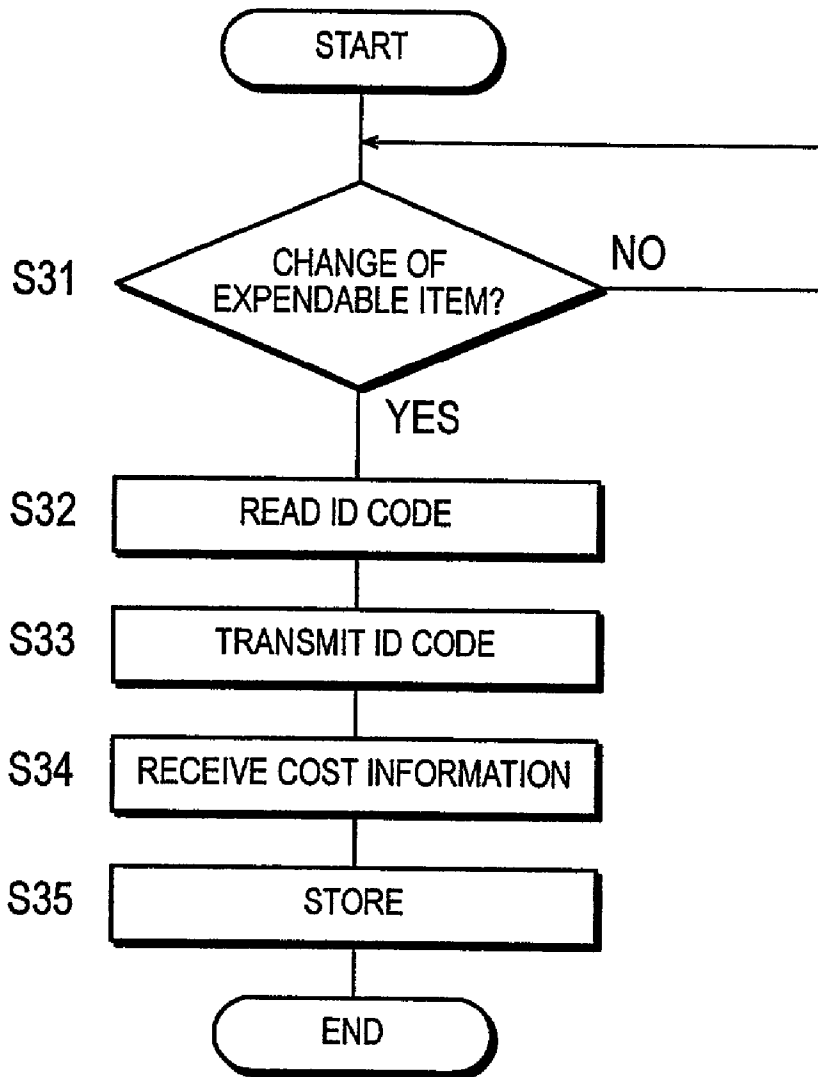 START
S31
CHANGE OF
EXPENDABLE ITEM?
NO
YES
S32
READ ID CODE
S33
TRANSMIT ID CODE
S34
RECEIVE COST INFORMATION
S35
STORE
END